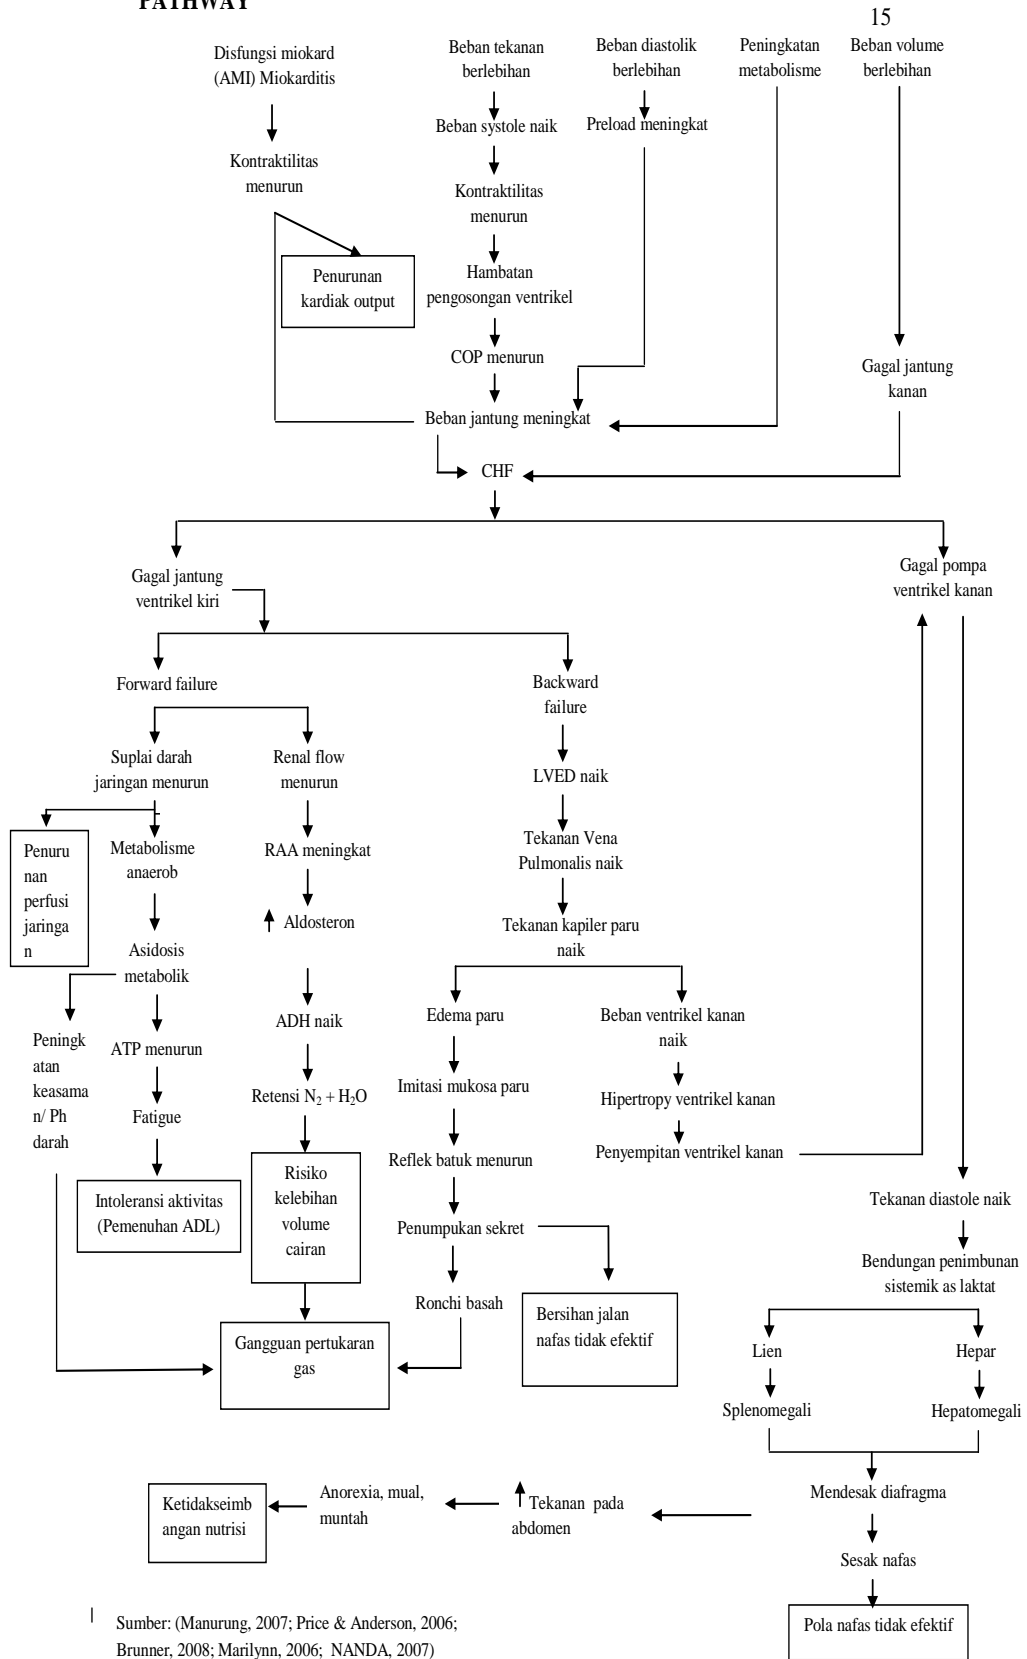 PATHWAY
15
Disfungsi miokard
(AMI) Miokarditis
Beban tekanan
berlebihan
Beban diastolik
berlebihan
Peningkatan
metabolisme
Beban volume
berlebihan
Beban systole naik
Preload meningkat
Kontraktilitas
menurun
Kontraktilitas
menurun
Penurunan
kardiak output
Hambatan
pengosongan ventrikel
COP menurun
Gagal jantung
kanan
Beban jantung meningkat
CHF
Gagal jantung
ventrikel kiri
Gagal pompa
ventrikel kanan
Forward failure
Backward
failure
Suplai darah
jaringan menurun
Renal flow
menurun
LVED naik
Penuru
nan
perfusi
jaringa
n
Metabolisme
anaerob
RAA meningkat
Tekanan Vena
Pulmonalis naik
Aldosteron
Tekanan kapiler paru
naik
Asidosis
metabolik
Peningk
atan
keasama
n/ Ph
darah
ATP menurun
ADH naik
Edema paru
Beban ventrikel kanan
naik
Fatigue
Retensi N₂ + H₂O
Imitasi mukosa paru
Hipertropy ventrikel kanan
Reflek batuk menurun
Penyempitan ventrikel kanan
Intoleransi aktivitas
(Pemenuhan ADL)
Risiko
kelebihan
volume
cairan
Penumpukan sekret
Tekanan diastole naik
Bendungan penimbunan
sistemik as laktat
Ronchi basah
Bersihan jalan
nafas tidak efektif
Gangguan pertukaran
gas
Lien
Hepar
Splenomegali
Hepatomegali
Mendesak diafragma
Tekanan pada
abdomen
Anorexia, mual,
muntah
Ketidakseimb
angan nutrisi
Sesak nafas
Pola nafas tidak efektif
Sumber: (Manurung, 2007; Price & Anderson, 2006;
Brunner, 2008; Marilynn, 2006; NANDA, 2007)